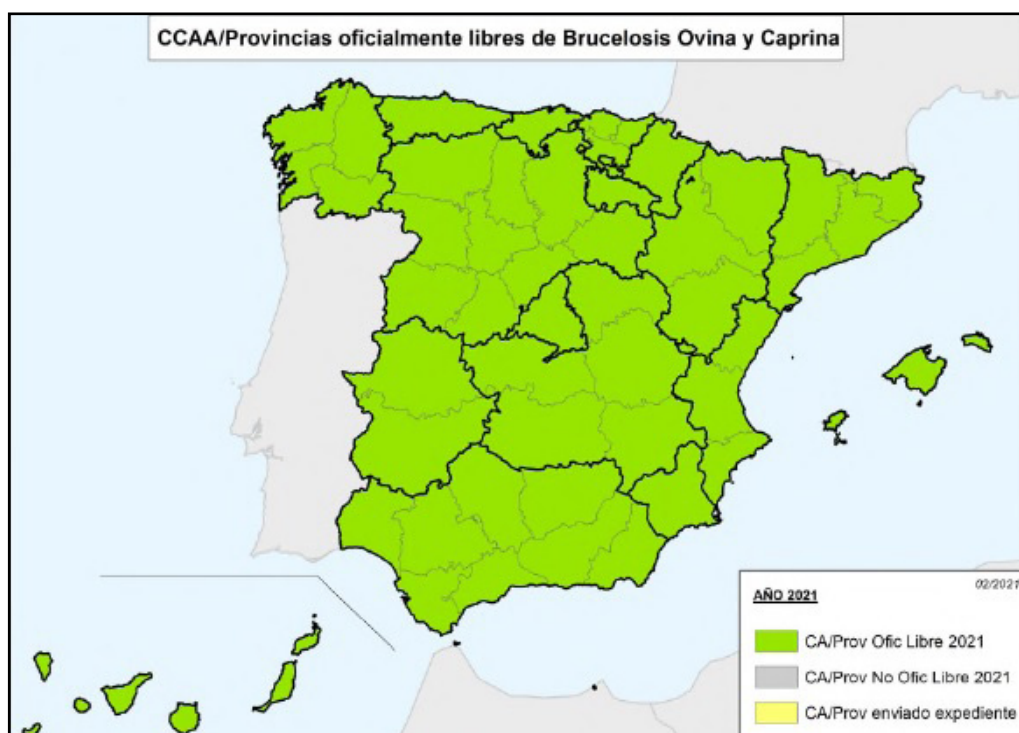 CCAA/Provincias oficialmente libres de Brucelosis Ovina y Caprina
02/2021
AÑO 2021
CA/Prov Ofic Libre 2021
CA/Prov No Ofic Libre 2021
CA/Prov enviado expediente